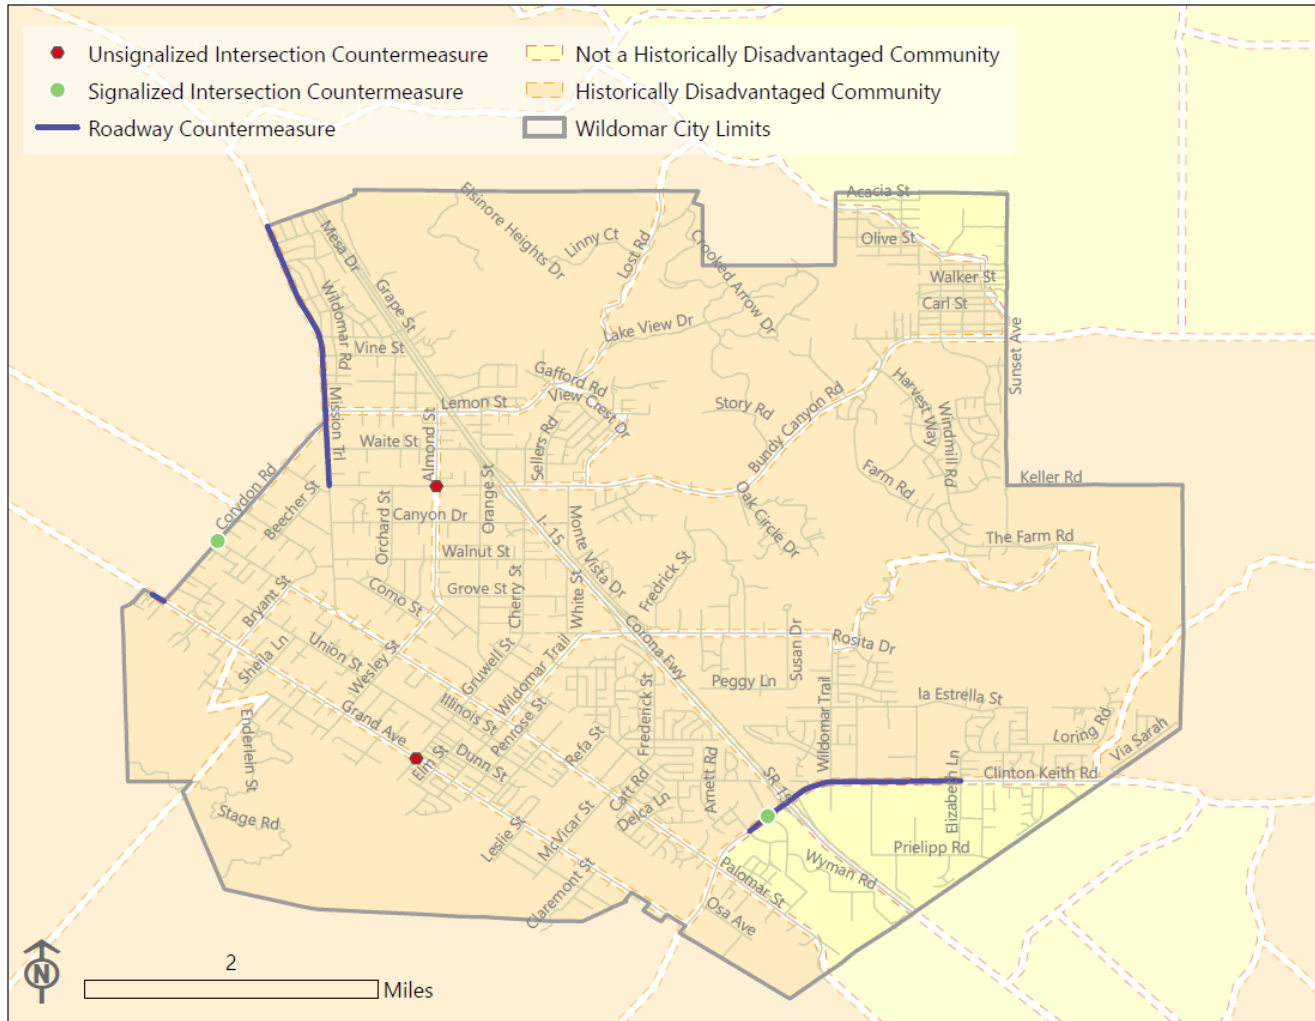 Unsignalized Intersection Countermeasure
Signalized Intersection Countermeasure
Roadway Countermeasure
Not a Historically Disadvantaged Community
Historically Disadvantaged Community
Wildomar City Limits
Acacia St
Elsinore Heights Dr
Linny Ct
Lost Rd
Crooked Arrow Dr
Olive St
Walker St
Carl St
Mesa Dr
Grape St
Wildomar Rd
Vine St
Lake View Dr
Sunset Ave
Gafford Rd
View Crest Dr
Lemon St
Mission Trl
Almond St
Waite St
Sellers Rd
Story Rd
Bundy Canyon Rd
Harvest Way
Windmill Rd
Farm Rd
Keller Rd
Corydon Rd
Beecher St
Orchard St
Canyon Dr
Orange St
I-15
Oak Circle Dr
The Farm Rd
Walnut St
Monte Vista Dr
Fredrick St
Bryant St
Como St
Grove St
Cherry St
White St
Corona Fwy
Sheila Ln
Union St
Wesley St
Gruwell St
Wildomar Trail
Susan Dr
Rosita Dr
Peggy Ln
la Estrella St
Loring Rd
Via Sarah
Enderlein St
Grand Ave
Illinois St
Penrose St
Frederick St
Wildomar Trail
Elm St
Dunn St
Refa St
Arnett Rd
SR 15
Elizabeth Ln
Clinton Keith Rd
Stage Rd
Catt Rd
Delca Ln
Leslie St
McVicar St
Claremont St
Prielipp Rd
Wyman Rd
Palomar St
Osa Ave
N
2
Miles